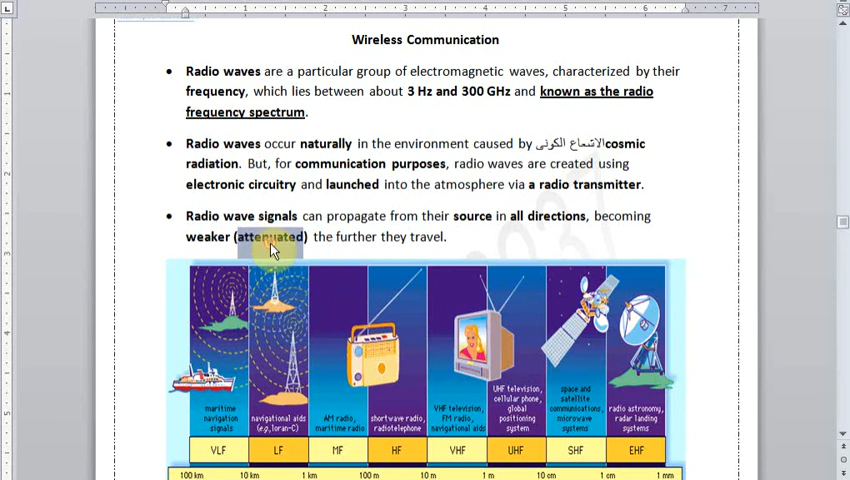 Wireless Communication
• Radio waves are a particular group of electromagnetic waves, characterized by their
frequency, which lies between about 3 Hz and 300 GHz and known as the radio
frequency spectrum.
• Radio waves occur naturally in the environment caused by الاشعاع الكونى cosmic
radiation. But, for communication purposes, radio waves are created using
electronic circuitry and launched into the atmosphere via a radio transmitter.
• Radio wave signals can propagate from their source in all directions, becoming
weaker (attenuated) the further they travel.
maritime
navigation
signals
navigational aids
(e.g., loran-C)
AM radio,
maritime radio
shortwave radio,
radiotelephone
VHF television,
FM radio,
navigational aids
UHF television,
cellular phone,
global
positioning
system
space and
satellite
communications,
microwave
systems
radio astronomy,
radar landing
systems
VLF LF MF HF VHF UHF SHF EHF
100 km 10 km 1 km 100 m 10 m 1 m 10 cm 1 cm 1 mm